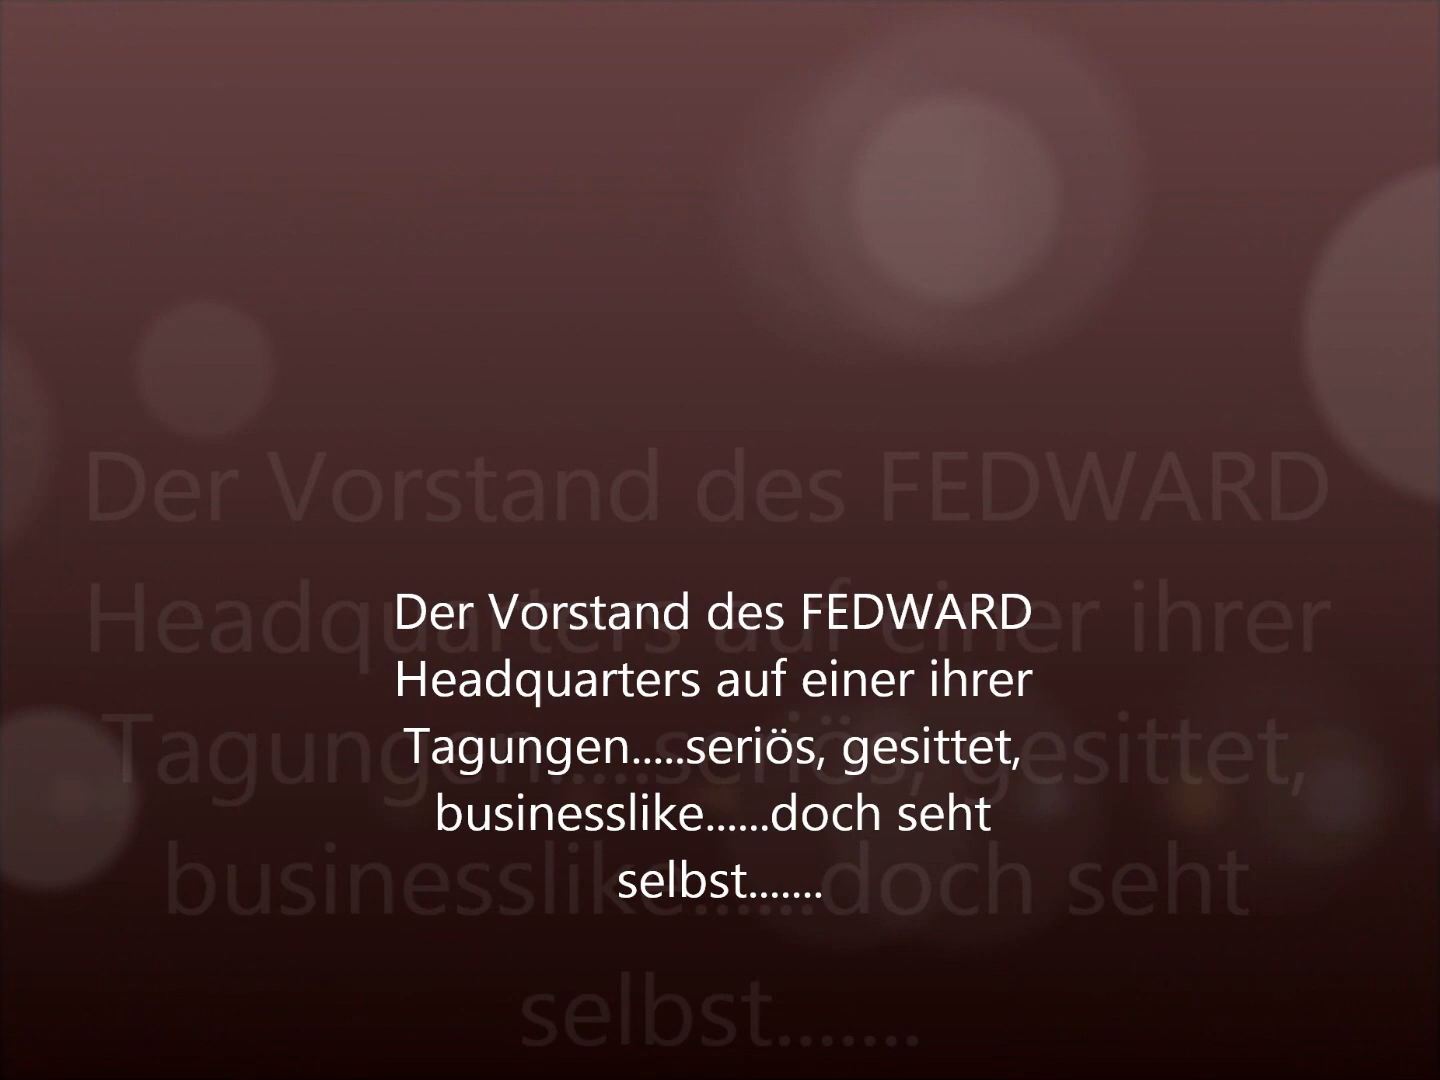 Der Vorstand des FEDWARD
Headquarters auf einer ihrer
Tagungen.....seriös, gesittet,
businesslike......doch seht
selbst.......